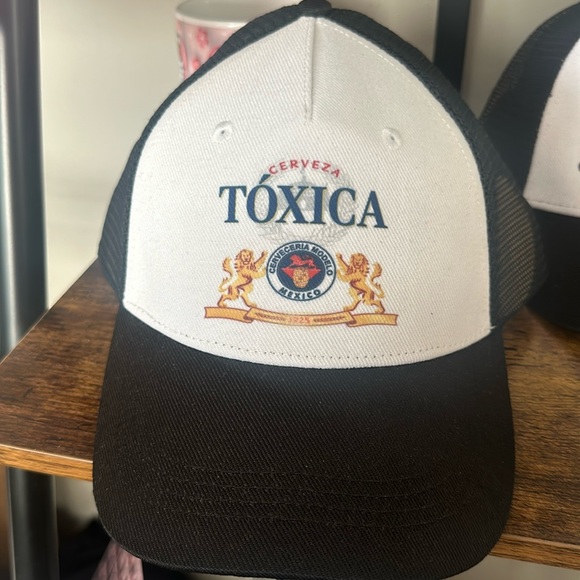 CERVEZA
TÓXICA
CERVECERIA MODELO
MEXICO
1925